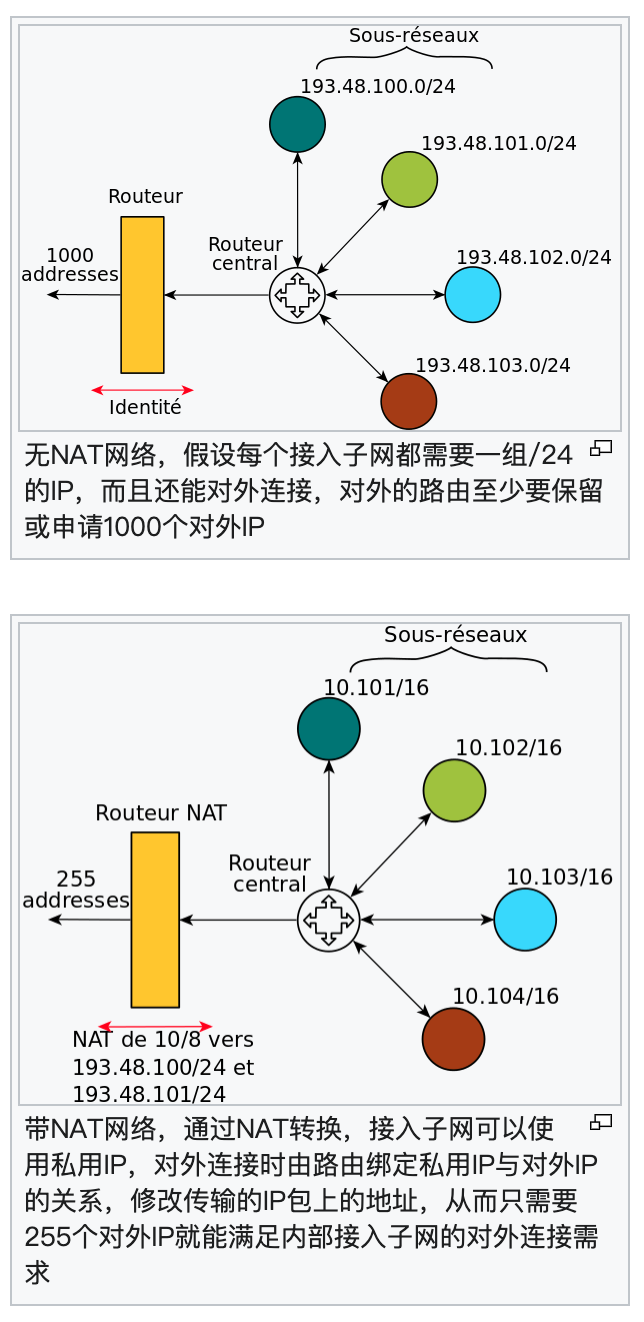 Sous-réseaux
193.48.100.0/24
193.48.101.0/24
Routeur
Routeur
central
1000
addresses
193.48.102.0/24
193.48.103.0/24
Identité
无NAT网络，假设每个接入子网都需要一组/24
的IP，而且还能对外连接，对外的路由至少要保留
或申请1000个对外IP
Sous-réseaux
10.101/16
10.102/16
Routeur NAT
Routeur
central
255
addresses
10.103/16
10.104/16
NAT de 10/8 vers
193.48.100/24 et
193.48.101/24
带NAT网络，通过NAT转换，接入子网可以使
用私用IP，对外连接时由路由绑定私用IP与对外IP
的关系，修改传输的IP包上的地址，从而只需要
255个对外IP就能满足内部接入子网的对外连接需
求